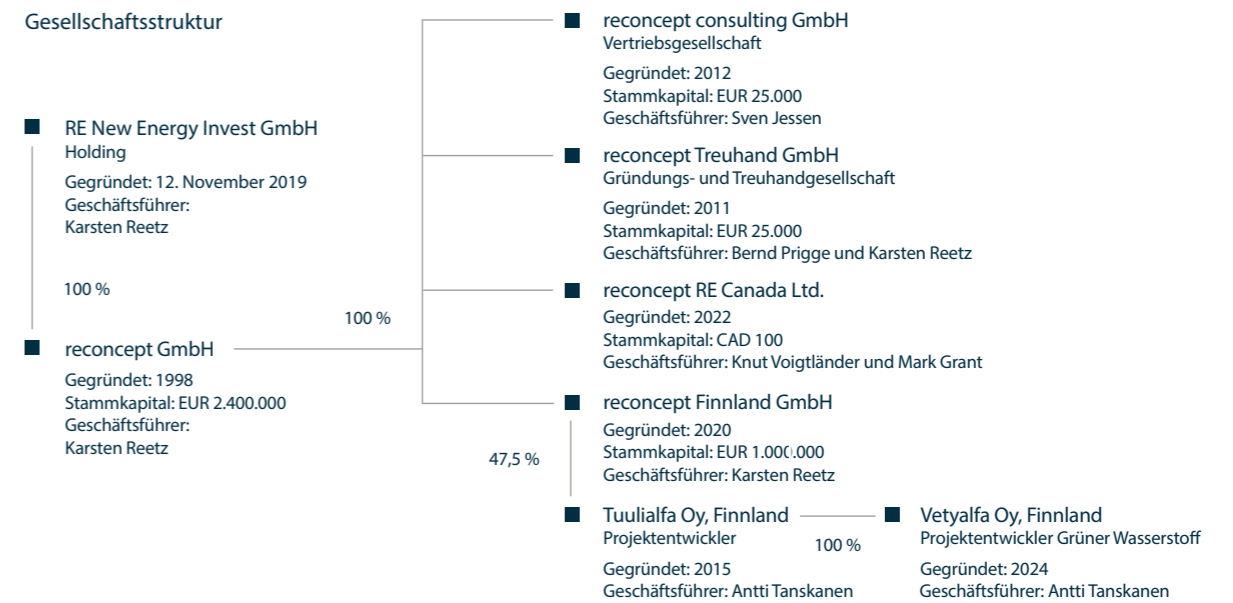 Gesellschaftsstruktur
RE New Energy Invest GmbH
Holding
Gegründet: 12. November 2019
Geschäftsführer:
Karsten Reetz
100 %
100 %
reconcept GmbH
Gegründet: 1998
Stammkapital: EUR 2.400.000
Geschäftsführer:
Karsten Reetz
reconcept consulting GmbH
Vertriebsgesellschaft
Gegründet: 2012
Stammkapital: EUR 25.000
Geschäftsführer: Sven Jessen
reconcept Treuhand GmbH
Gründungs- und Treuhandgesellschaft
Gegründet: 2011
Stammkapital: EUR 25.000
Geschäftsführer: Bernd Prigge und Karsten Reetz
reconcept RE Canada Ltd.
Gegründet: 2022
Stammkapital: CAD 100
Geschäftsführer: Knut Voigtländer und Mark Grant
reconcept Finnland GmbH
Gegründet: 2020
Stammkapital: EUR 1.000.000
Geschäftsführer: Karsten Reetz
47,5 %
Tuulialfa Oy, Finnland
Projektentwickler
Gegründet: 2015
Geschäftsführer: Antti Tanskanen
100 %
Vetyalfa Oy, Finnland
Projektentwickler Grüner Wasserstoff
Gegründet: 2024
Geschäftsführer: Antti Tanskanen